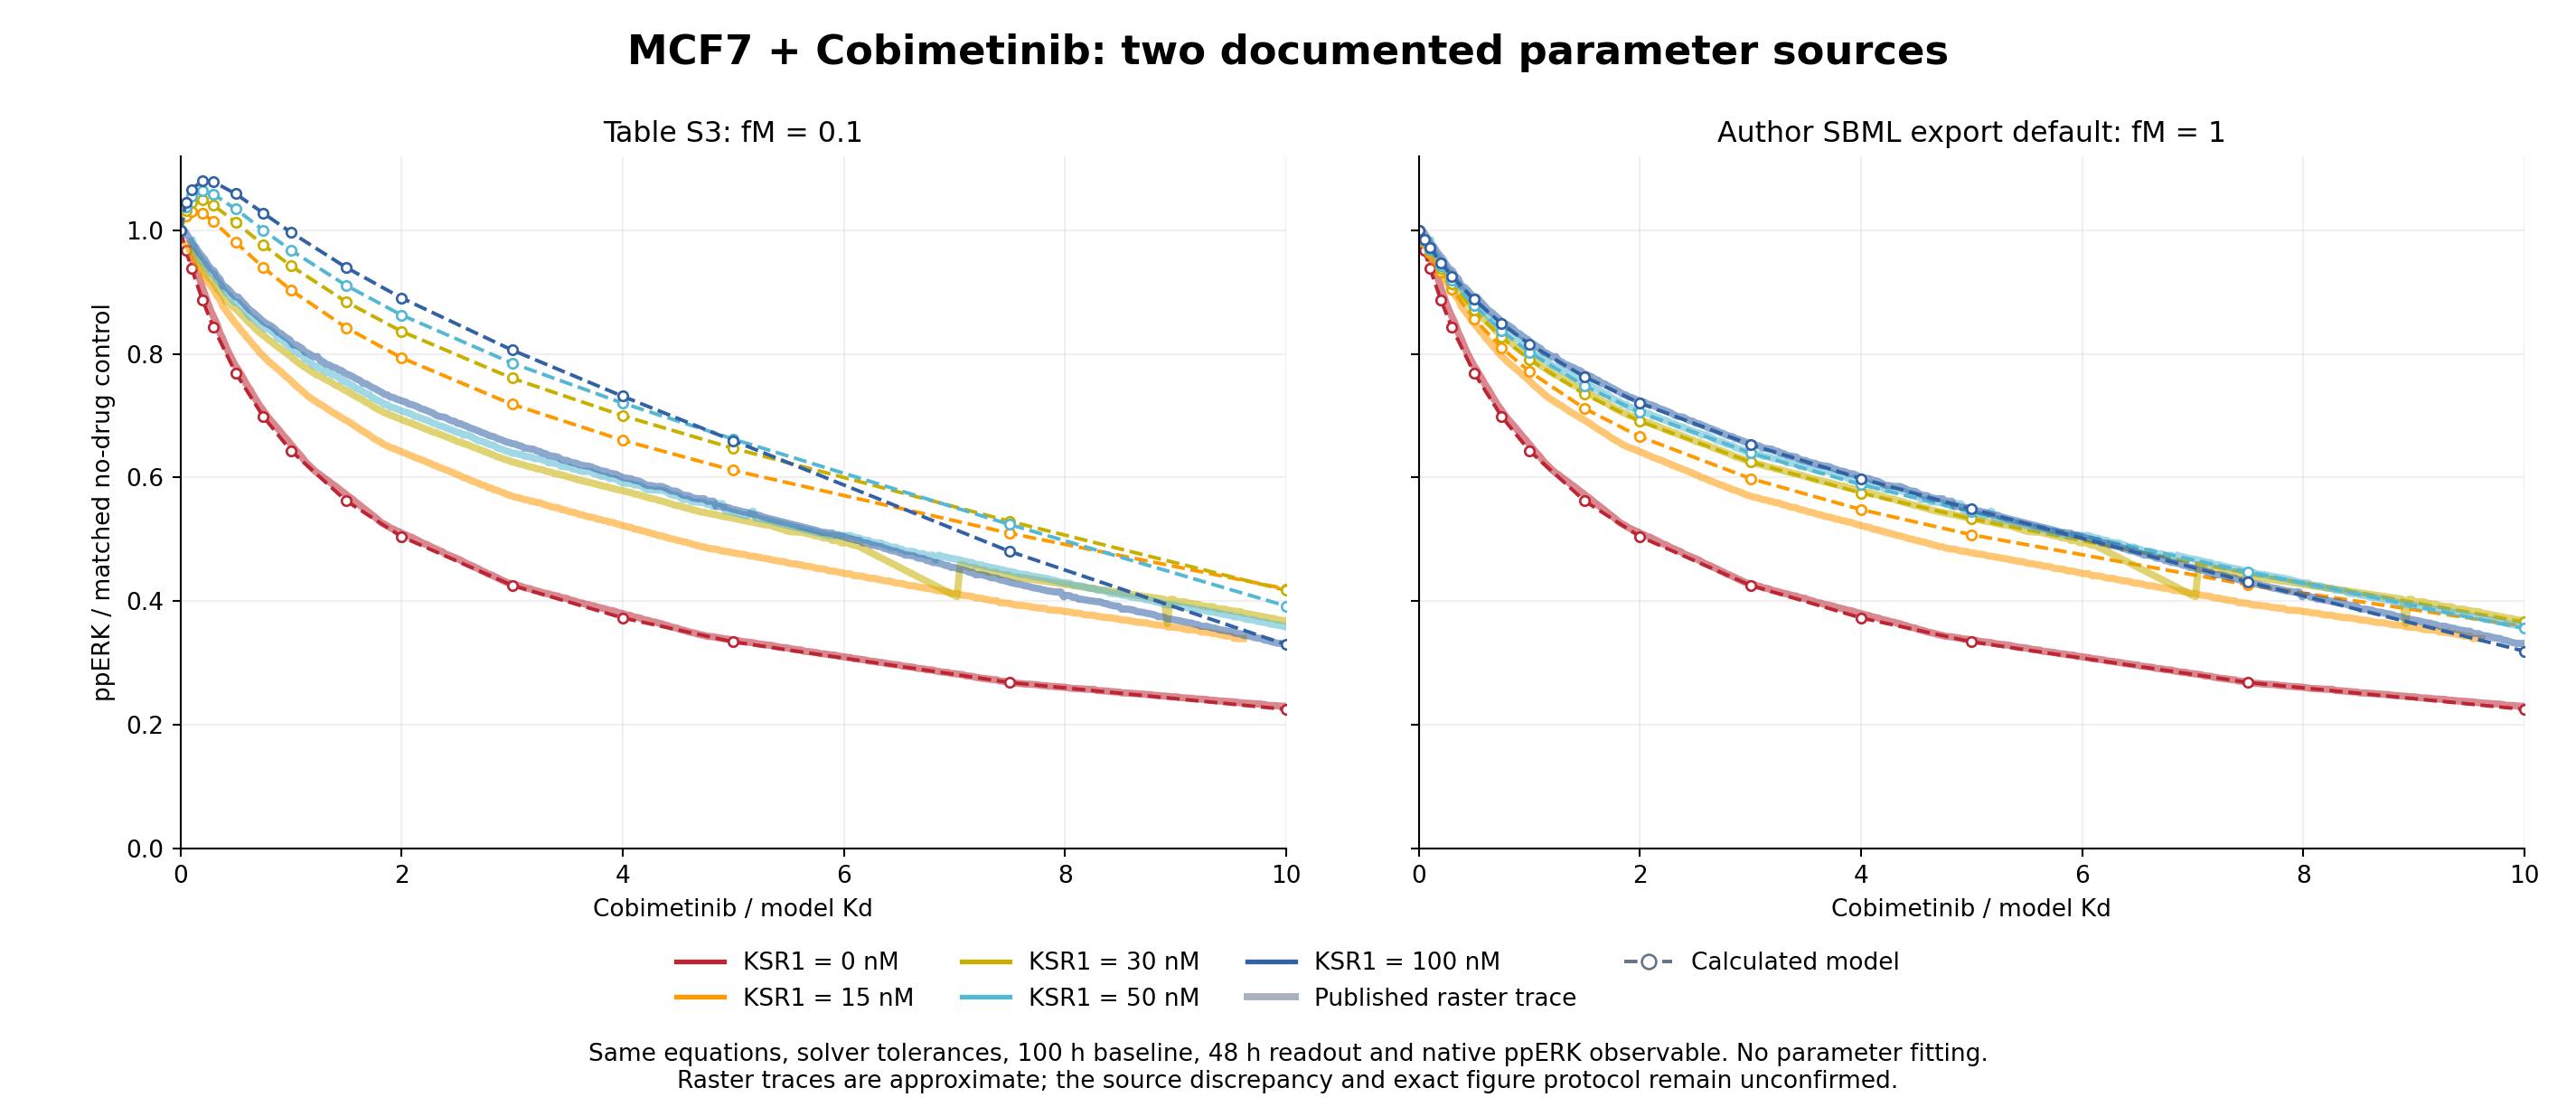 MCF7 + Cobimetinib: two documented parameter sources
Table S3: fM = 0.1
Author SBML export default: fM = 1
ppERK / matched no-drug control
1.0
0.8
0.6
0.4
0.2
0.0
0 2 4 6 8 10
0 2 4 6 8 10
Cobimetinib / model Kd
Cobimetinib / model Kd
KSR1 = 0 nM
KSR1 = 15 nM
KSR1 = 30 nM
KSR1 = 50 nM
KSR1 = 100 nM
Published raster trace
Calculated model
Same equations, solver tolerances, 100 h baseline, 48 h readout and native ppERK observable. No parameter fitting.
Raster traces are approximate; the source discrepancy and exact figure protocol remain unconfirmed.